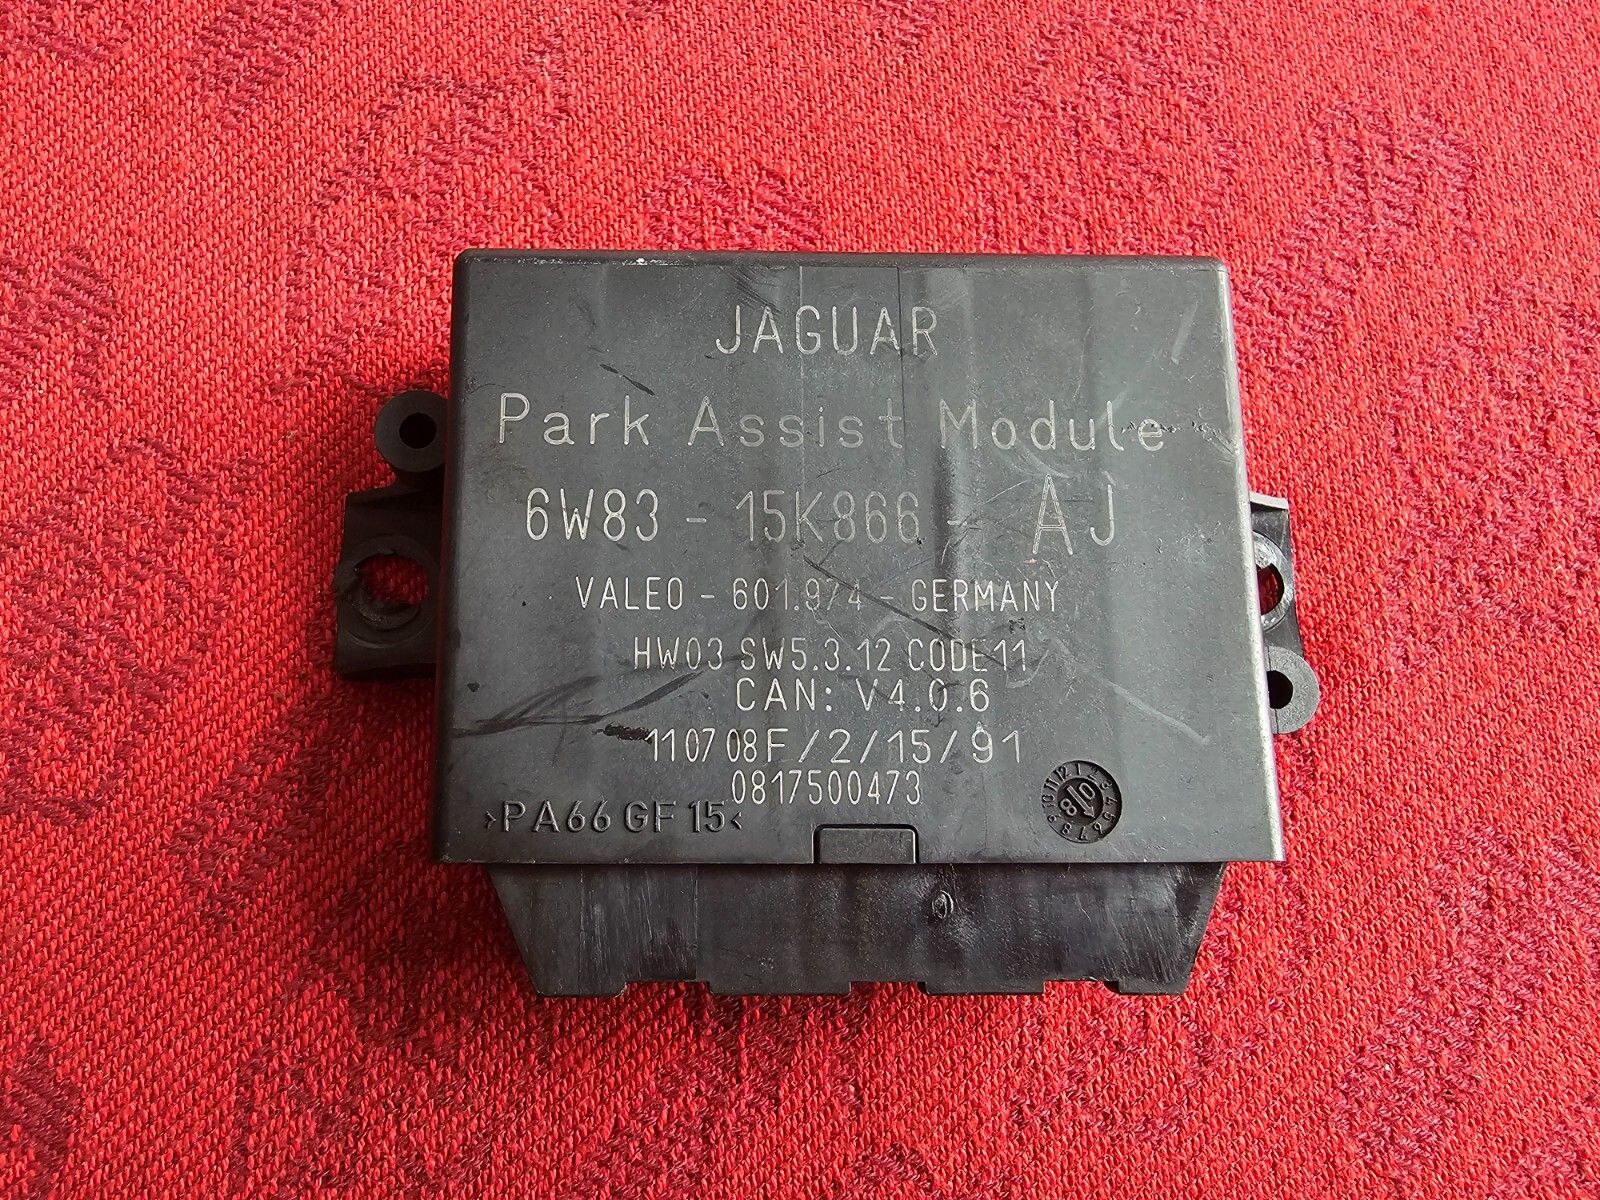 JAGUAR
Park Assist Module
6W83 - 15K866 - AJ
VALEO - 601.974 - GERMANY
HW03 SW5.3.12 CODE11
CAN: V4.0.6
110708F/2/15/91
0817500473
>PA66 GF15<